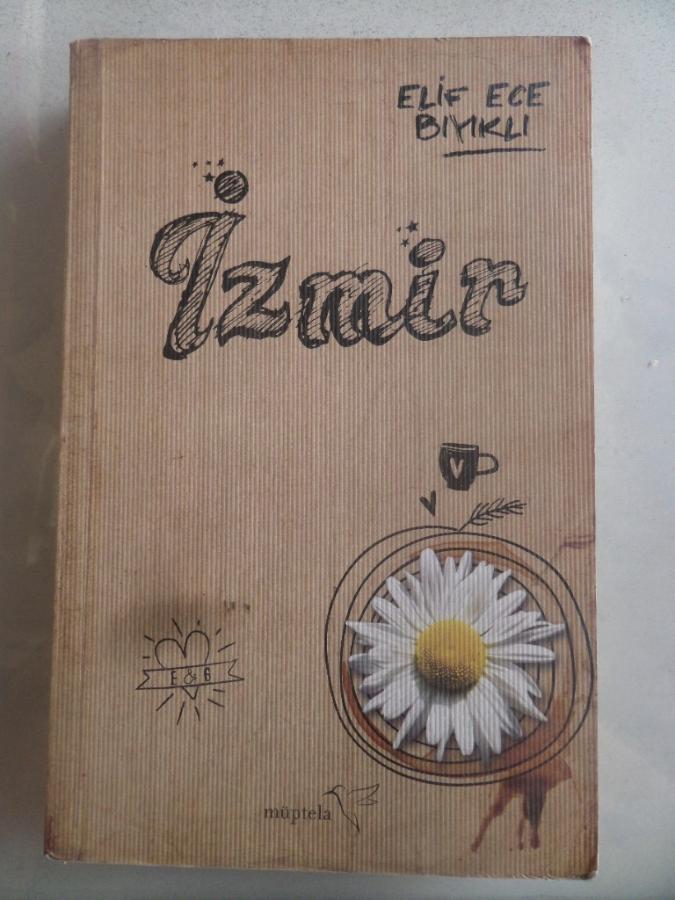 ELİF ECE
BIYIKLI
İzmir
E & G
müptela